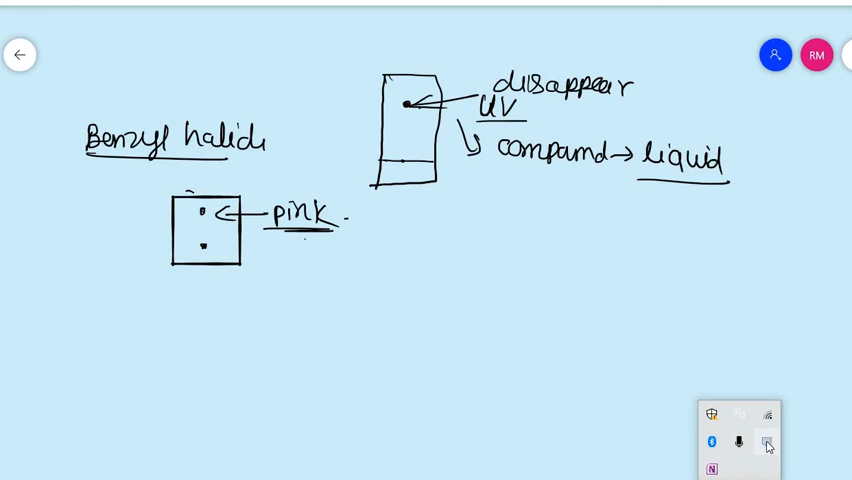 RM
disappear
UV
Benzyl halide
compound → liquid
pink.
N